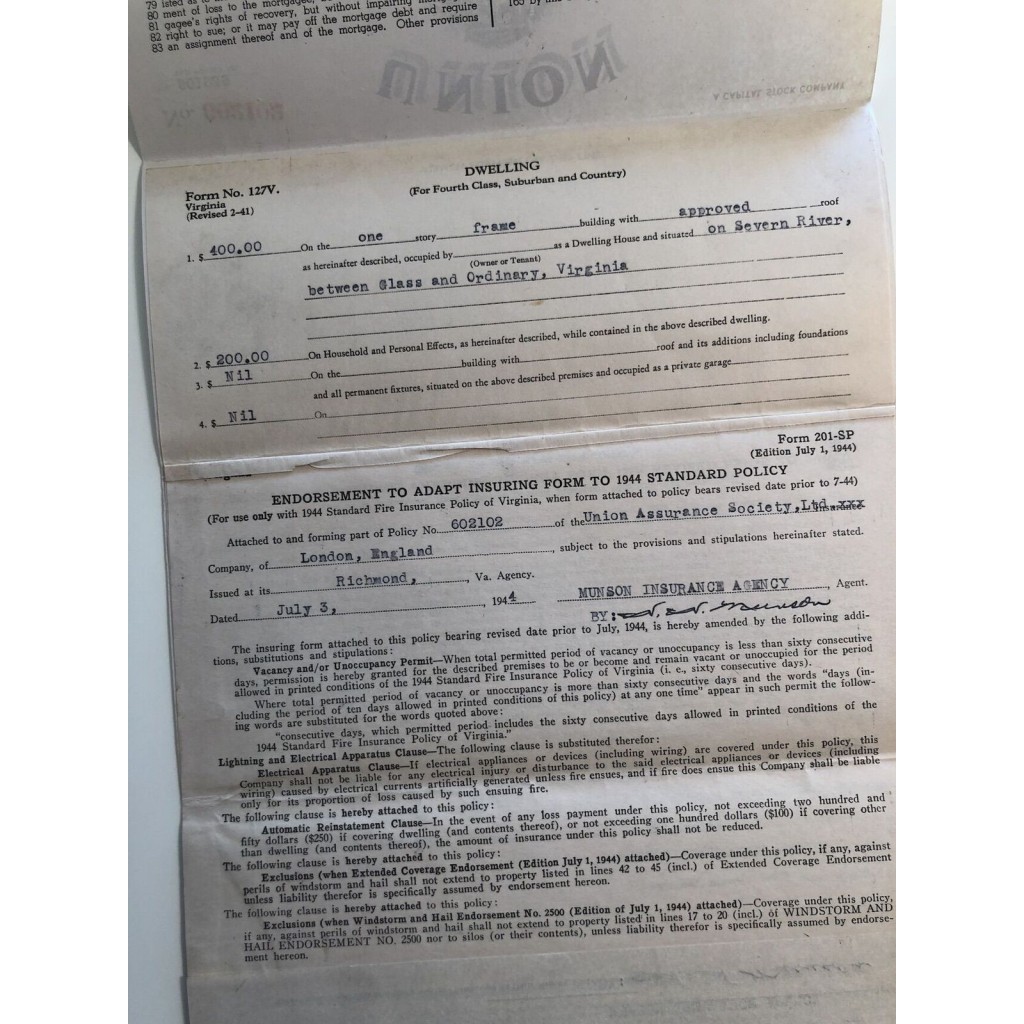 79
80 ment of loss to the mortgagee,
81 gagee's rights of recovery, but without impairing
82 right to sue; or it may pay off the mortgage debt and require
83 an assignment thereof and of the mortgage. Other provisions
UNION
A CAPITAL STOCK COMPANY
No. 602102
DWELLING
(For Fourth Class, Suburban and Country)
Form No. 127V.
Virginia
(Revised 2-41)
1. $ 400.00 On the one story frame building with approved roof
as hereinafter described, occupied by as a Dwelling House and situated on Severn River,
(Owner or Tenant)
between Glass and Ordinary, Virginia
2. $ 200.00 On Household and Personal Effects, as hereinafter described, while contained in the above described dwelling.
3. $ Nil On the building with roof and its additions including foundations
and all permanent fixtures, situated on the above described premises and occupied as a private garage
4. $ Nil On
Form 201-SP
(Edition July 1, 1944)
ENDORSEMENT TO ADAPT INSURING FORM TO 1944 STANDARD POLICY
(For use only with 1944 Standard Fire Insurance Policy of Virginia, when form attached to policy bears revised date prior to 7-44)
Attached to and forming part of Policy No. 602102 of the Union Assurance Society, Ltd. xxx
Company, of London, England, subject to the provisions and stipulations hereinafter stated.
Issued at its Richmond, Va. Agency.
Dated July 3, 1944 MUNSON INSURANCE AGENCY, Agent.
BY:
The insuring form attached to this policy bearing revised date prior to July, 1944, is hereby amended by the following addi-
tions, substitutions and stipulations:
Vacancy and/or Unoccupancy Permit—When total permitted period of vacancy or unoccupancy is less than sixty consecutive
days, permission is hereby granted for the described premises to be or become and remain vacant or unoccupied for the period
allowed in printed conditions of the 1944 Standard Fire Insurance Policy of Virginia (i. e., sixty consecutive days).
Where total permitted period of vacancy or unoccupancy is more than sixty consecutive days and the words "days (in-
cluding the period of ten days allowed in printed conditions of this policy) at any one time" appear in such permit the follow-
ing words are substituted for the words quoted above:
"consecutive days, which permitted period includes the sixty consecutive days allowed in printed conditions of the
1944 Standard Fire Insurance Policy of Virginia."
Lightning and Electrical Apparatus Clause—The following clause is substituted therefor:
Electrical Apparatus Clause—If electrical appliances or devices (including wiring) are covered under this policy, this
Company shall not be liable for any electrical injury or disturbance to the said electrical appliances or devices (including
wiring) caused by electrical currents artificially generated unless fire ensues, and if fire does ensue this Company shall be liable
only for its proportion of loss caused by such ensuing fire.
The following clause is hereby attached to this policy:
Automatic Reinstatement Clause—In the event of any loss payment under this policy, not exceeding two hundred and
fifty dollars ($250) if covering dwelling (and contents thereof), or not exceeding one hundred dollars ($100) if covering other
than dwelling (and contents thereof), the amount of insurance under this policy shall not be reduced.
The following clause is hereby attached to this policy:
Exclusions (when Extended Coverage Endorsement (Edition July 1, 1944) attached)—Coverage under this policy, if any, against
perils of windstorm and hail shall not extend to property listed in lines 42 to 45 (incl.) of Extended Coverage Endorsement
unless liability therefor is specifically assumed by endorsement hereon.
The following clause is hereby attached to this policy:
Exclusions (when Windstorm and Hail Endorsement No. 2500 (Edition of July 1, 1944) attached)—Coverage under this policy,
if any, against perils of windstorm and hail shall not extend to property listed in lines 17 to 20 (incl.) of WINDSTORM AND
HAIL ENDORSEMENT NO. 2500 nor to silos (or their contents), unless liability therefor is specifically assumed by endorse-
ment hereon.